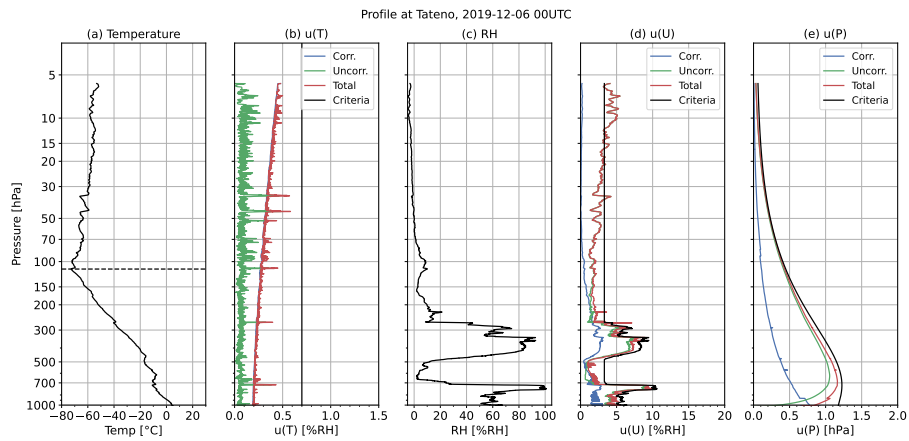 Profile at Tateno, 2019-12-06 00UTC
(a) Temperature
(b) u(T)
(c) RH
(d) u(U)
(e) u(P)
Corr.
Uncorr.
Total
Criteria
Corr.
Uncorr.
Total
Criteria
Corr.
Uncorr.
Total
Criteria
Pressure [hPa]
5
10
15
20
30
50
70
100
150
200
300
500
700
1000
−80 −60 −40 −20 0 20
0.0 0.5 1.0 1.5
0 20 40 60 80 100
0 5 10 15 20
0.0 0.5 1.0 1.5 2.0
Temp [°C]
u(T) [%RH]
RH [%RH]
u(U) [%RH]
u(P) [hPa]